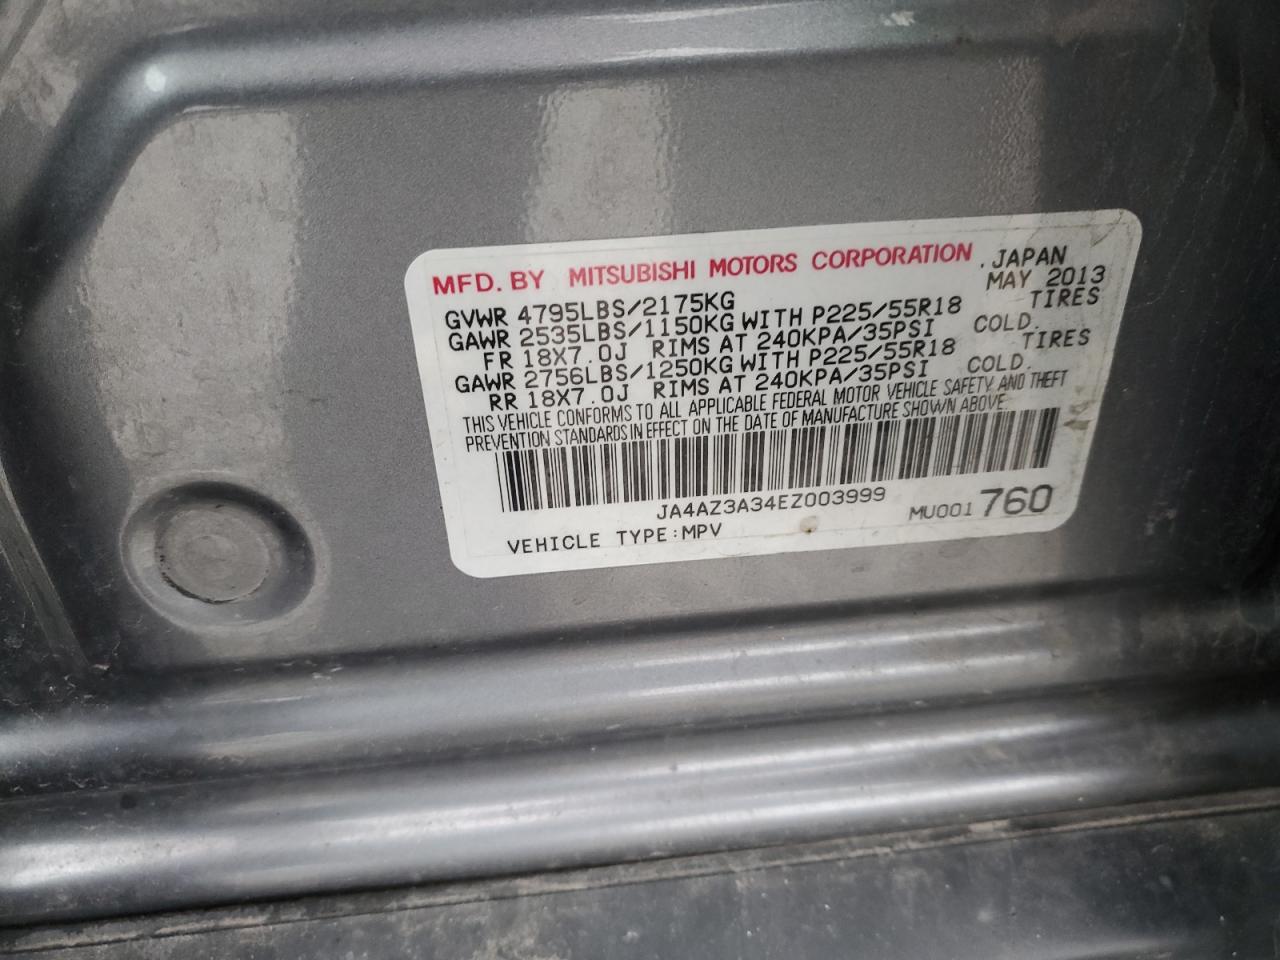 MFD. BY MITSUBISHI MOTORS CORPORATION , JAPAN
MAY 2013
GVWR 4795LBS/2175KG
GAWR 2535LBS/1150KG WITH P225/55R18 TIRES
FR 18X7.0J RIMS AT 240KPA/35PSI COLD.
GAWR 2756LBS/1250KG WITH P225/55R18 TIRES
RR 18X7.0J RIMS AT 240KPA/35PSI COLD.
THIS VEHICLE CONFORMS TO ALL APPLICABLE FEDERAL MOTOR VEHICLE SAFETY AND THEFT
PREVENTION STANDARDS IN EFFECT ON THE DATE OF MANUFACTURE SHOWN ABOVE.
JA4AZ3A34EZ003999
VEHICLE TYPE:MPV
MU001760